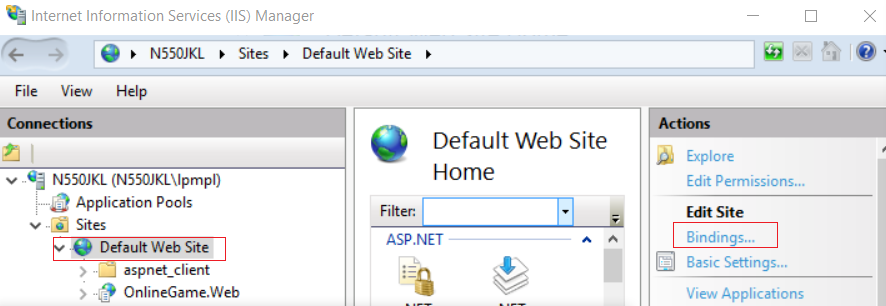 Internet Information Services (IIS) Manager
N550JKL Sites Default Web Site
File View Help
Connections
N550JKL (N550JKL\lpmpl)
Application Pools
Sites
Default Web Site
aspnet_client
OnlineGame.Web
Default Web Site
Home
Filter:
ASP.NET
.NET .NET
Actions
Explore
Edit Permissions...
Edit Site
Bindings...
Basic Settings...
View Applications